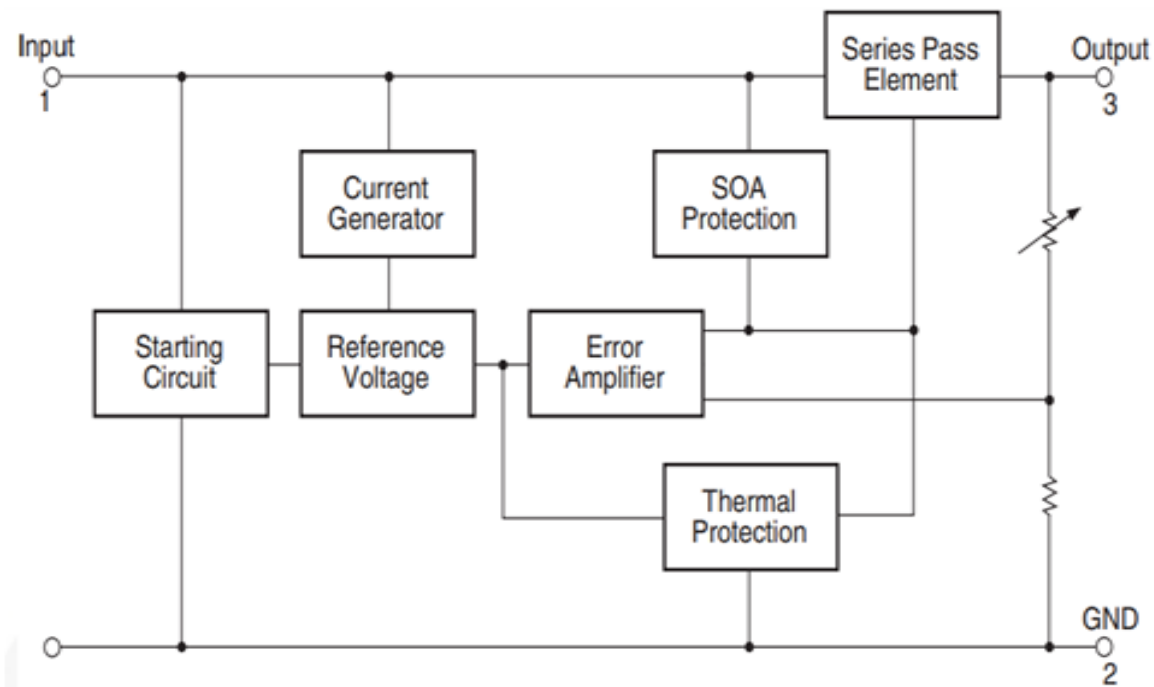 Input
1
Series Pass
Element
Output
3
Current
Generator
SOA
Protection
Starting
Circuit
Reference
Voltage
Error
Amplifier
Thermal
Protection
GND
2